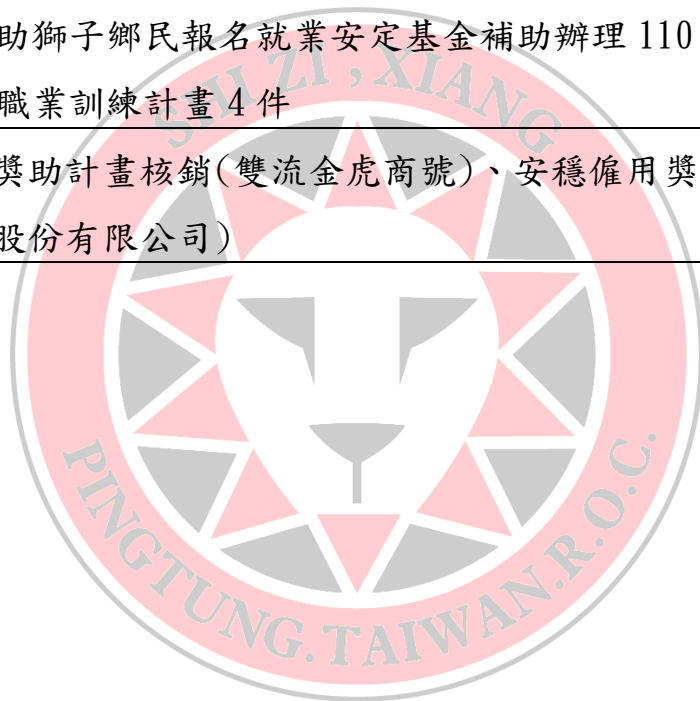 助獅子鄉民報名就業安定基金補助辦理 110
職業訓練計畫 4 件
獎助計畫核銷(雙流金虎商號)、安穩僱用獎
股份有限公司)
SHI ZI , XIANG
PINGTUNG.TAIWAN.R.O.C.